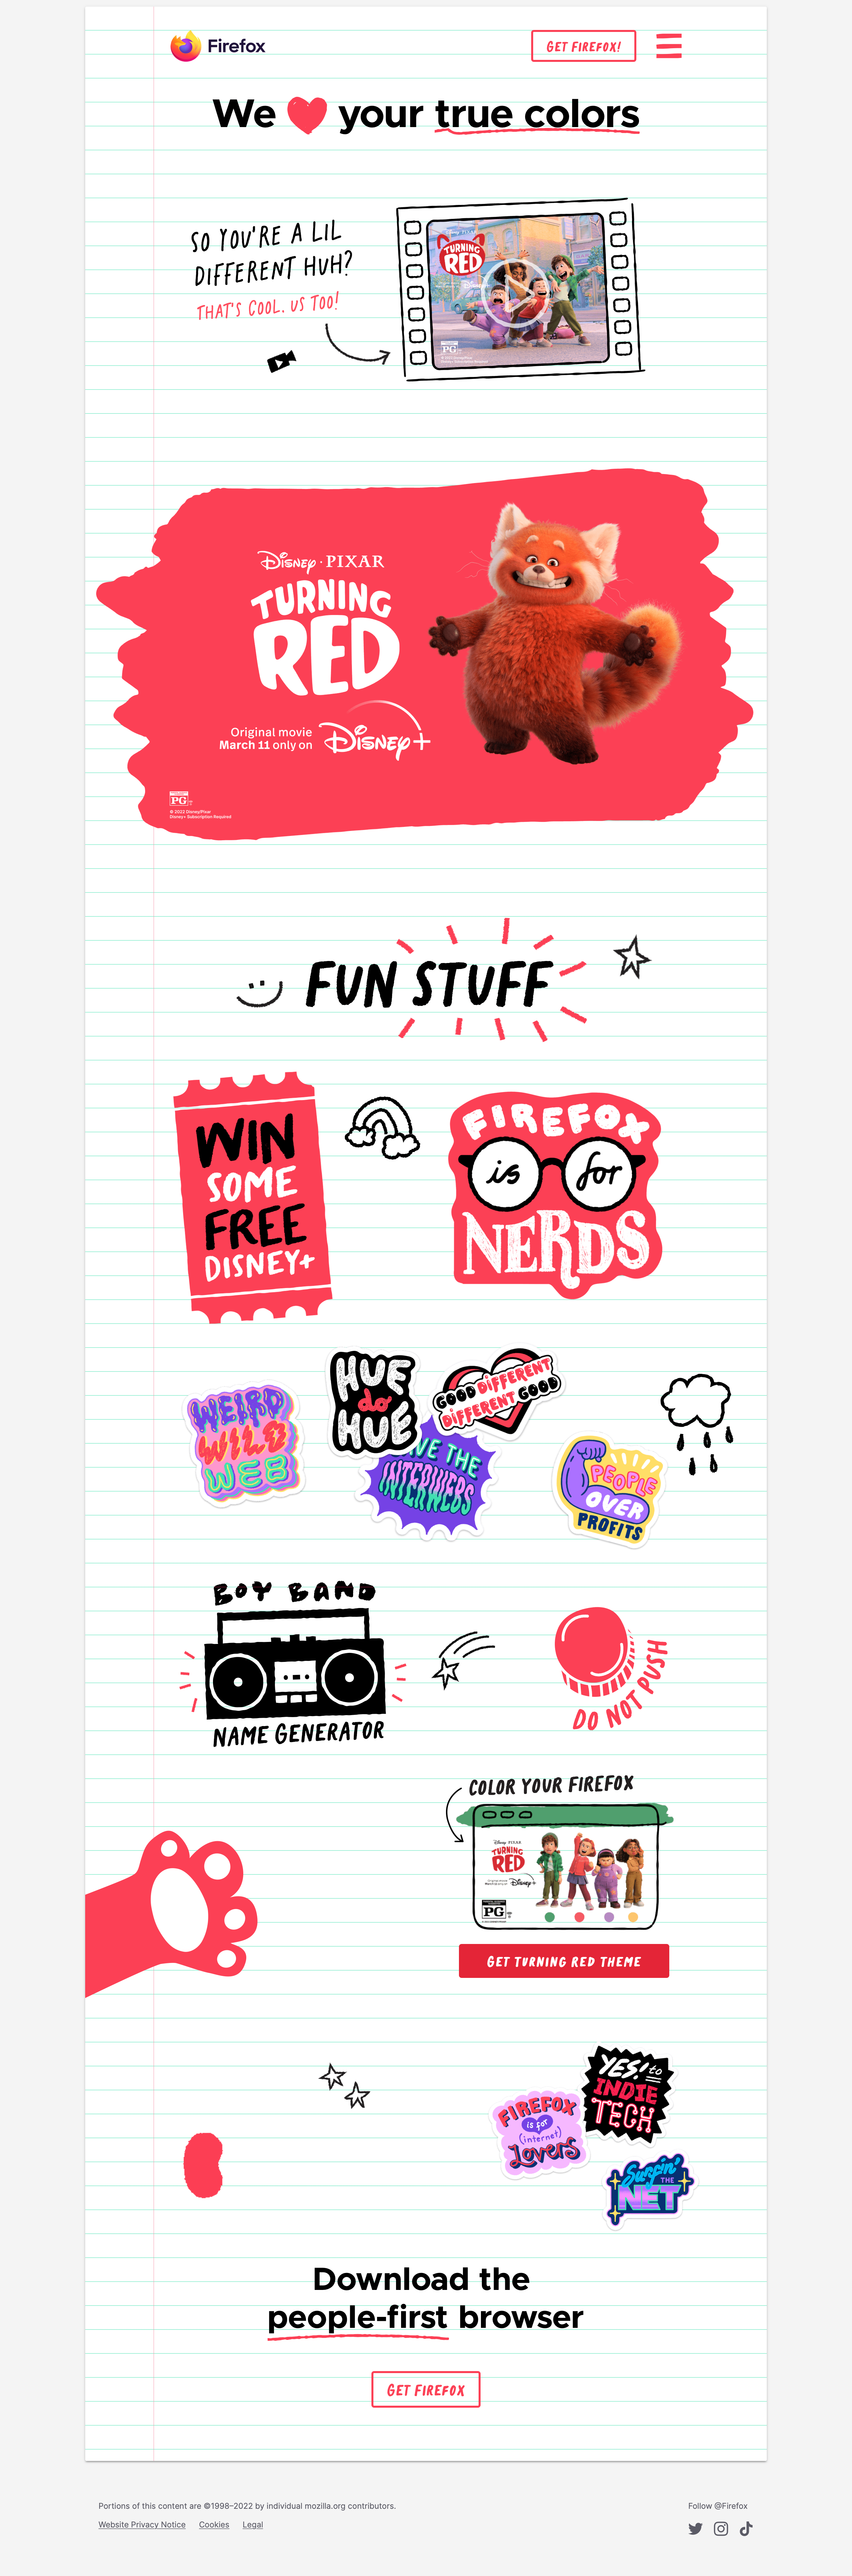 Firefox
GET FIREFOX!
We your true colors
SO YOU'RE A LIL
DIFFERENT HUH?
THAT'S COOL. US TOO!
TURNING
RED
PG
Disney · PIXAR
TURNING
RED
Original movie
March 11 only on
Disney+
PG
© 2022 Disney/Pixar
Disney+ Subscription Required
FUN STUFF
WIN
SOME
FREE
DISNEY+
FIREFOX
is for
NERDS
WEIRD
WILD
WEB
HUE
do
HUE
GOOD DIFFERENT
DIFFERENT GOOD
THE
INTERWEBS
PEOPLE
OVER
PROFITS
BOY BAND
NAME GENERATOR
DO NOT PUSH
COLOR YOUR FIREFOX
Disney · PIXAR
TURNING
RED
Disney+
PG
GET TURNING RED THEME
YES! to
INDIE
TECH
FIREFOX
is for
(internet)
Lovers
Surfin'
THE
NET
Download the
people-first browser
GET FIREFOX
Portions of this content are ©1998–2022 by individual mozilla.org contributors.
Website Privacy Notice Cookies Legal
Follow @Firefox